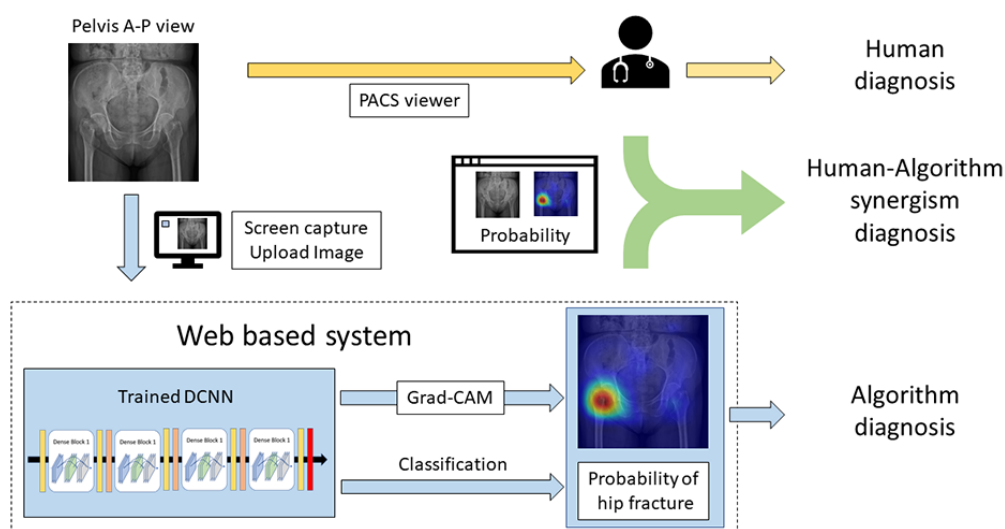 Pelvis A-P view
PACS viewer
Human
diagnosis
Screen capture
Upload Image
Probability
Human-Algorithm
synergism
diagnosis
Web based system
Trained DCNN
Dense Block 1
Dense Block 1
Dense Block 1
Dense Block 1
Grad-CAM
Classification
Probability of
hip fracture
Algorithm
diagnosis